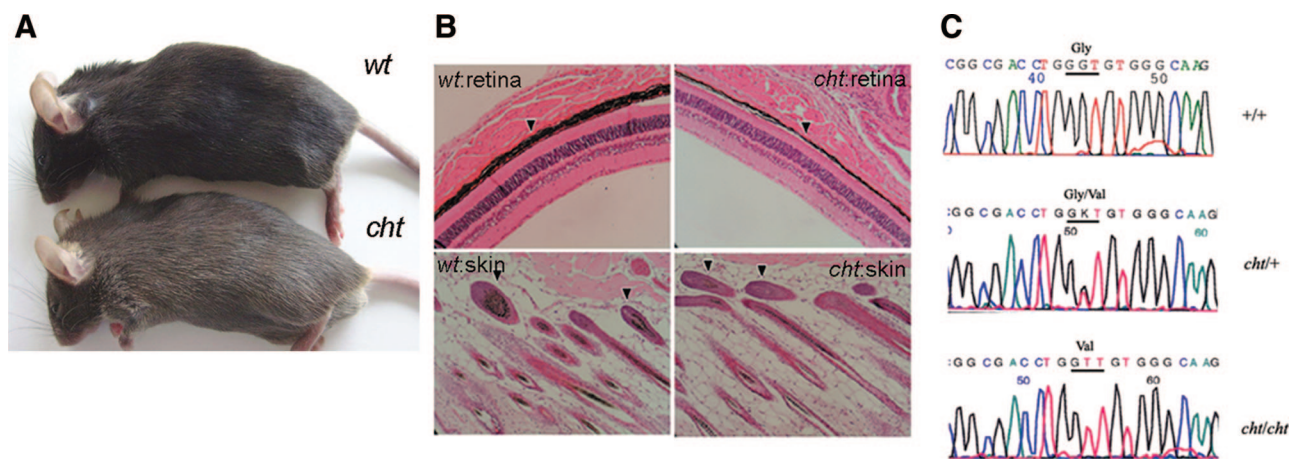 A
wt
cht
B
wt:retina
cht:retina
wt:skin
cht:skin
C
Gly
CGGCGACCTGGGTGTGGGCAAG
40 50
+/+
Gly/Val
GGCGACCTGGKTGTGGGCAAG
50 60
cht/+
Val
GGCGACCTGGTTGTGGGCAAG
50 60
cht/cht